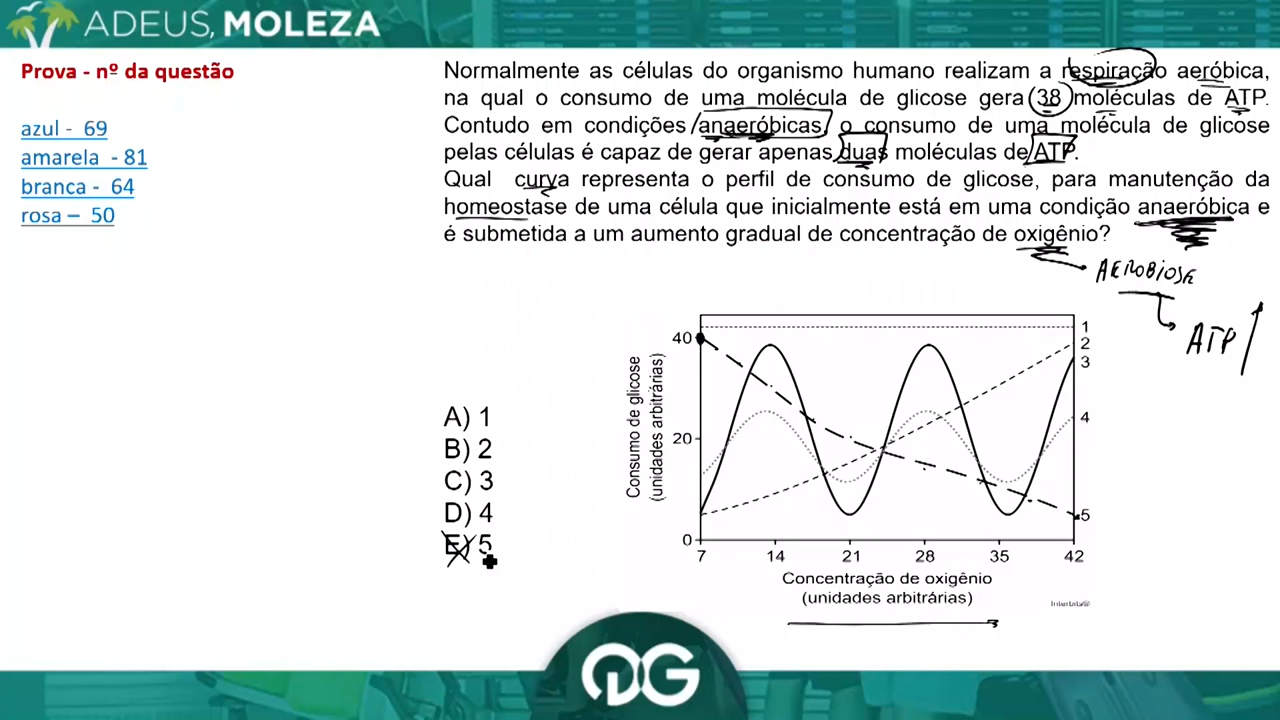 ADEUS, MOLEZA
Prova - nº da questão
azul - 69
amarela - 81
branca - 64
rosa – 50
Normalmente as células do organismo humano realizam a respiração aeróbica,
na qual o consumo de uma molécula de glicose gera 38 moléculas de ATP.
Contudo em condições anaeróbicas, o consumo de uma molécula de glicose
pelas células é capaz de gerar apenas duas moléculas de ATP.
Qual curva representa o perfil de consumo de glicose, para manutenção da
homeostase de uma célula que inicialmente está em uma condição anaeróbica e
é submetida a um aumento gradual de concentração de oxigênio?
AEROBIOSE
ATP
A) 1
B) 2
C) 3
D) 4
E) 5
Consumo de glicose
(unidades arbitrárias)
40
20
0
1
2
3
4
5
7 14 21 28 35 42
Concentração de oxigênio
(unidades arbitrárias)
QG